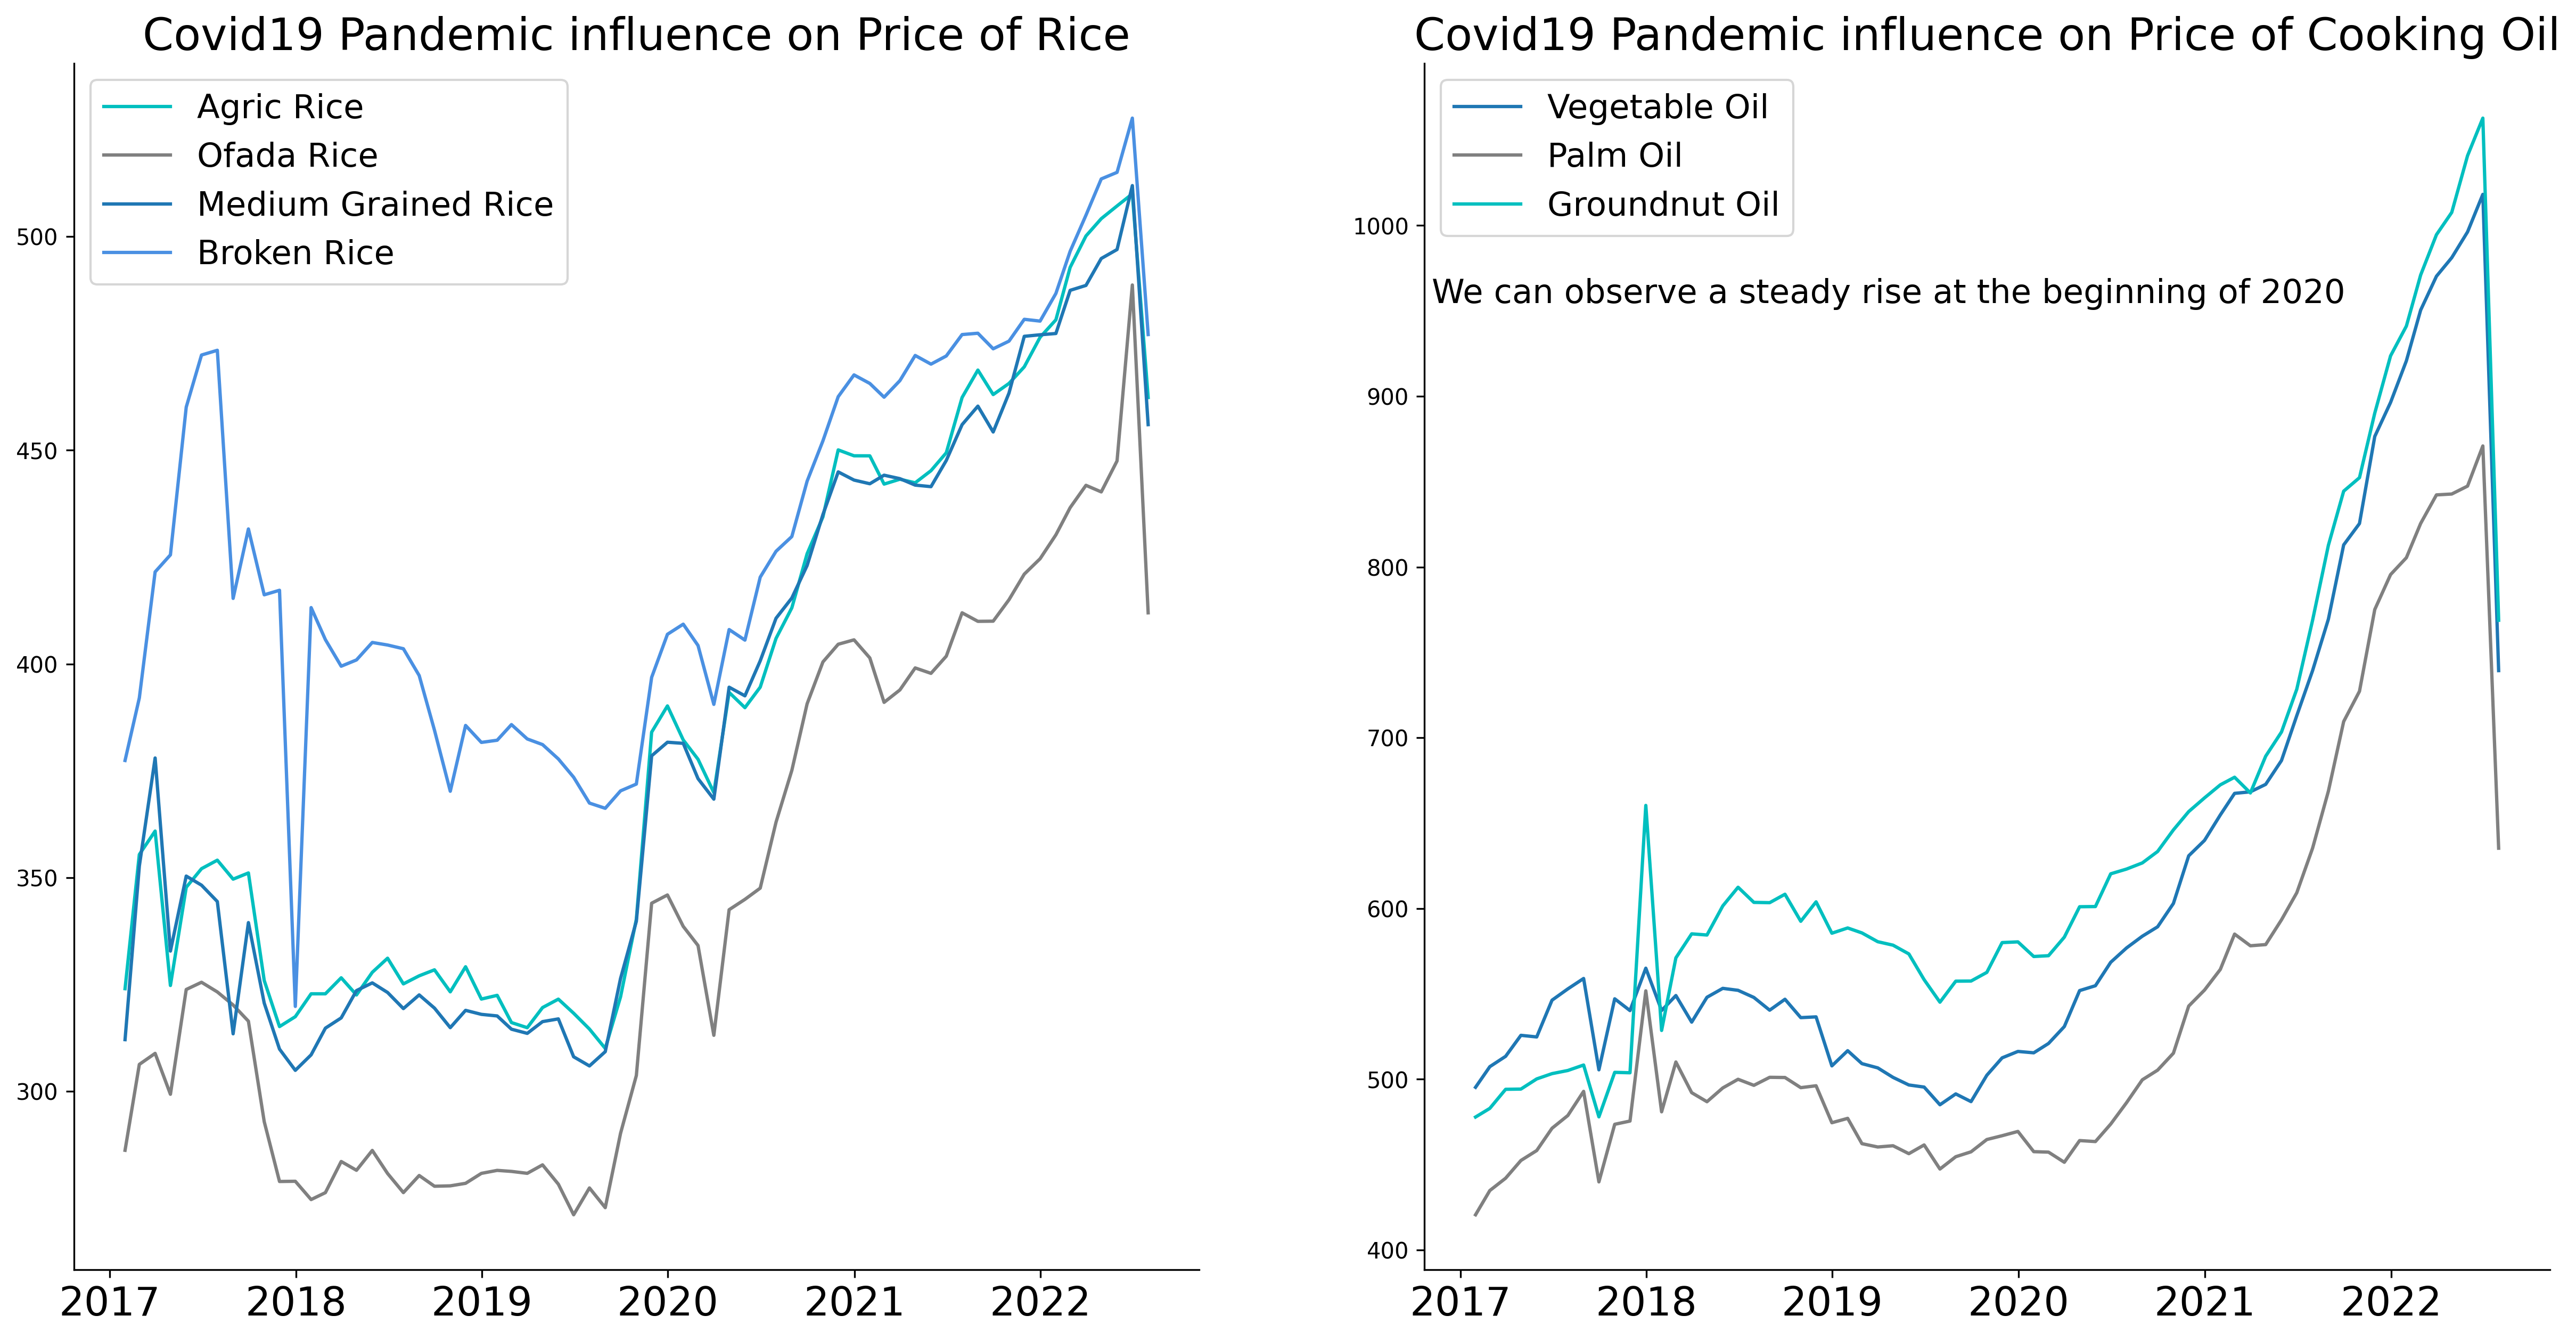 Covid19 Pandemic influence on Price of Rice
Agric Rice
Ofada Rice
Medium Grained Rice
Broken Rice
500
450
400
350
300
2017 2018 2019 2020 2021 2022
Covid19 Pandemic influence on Price of Cooking Oil
Vegetable Oil
Palm Oil
Groundnut Oil
We can observe a steady rise at the beginning of 2020
1000
900
800
700
600
500
400
2017 2018 2019 2020 2021 2022